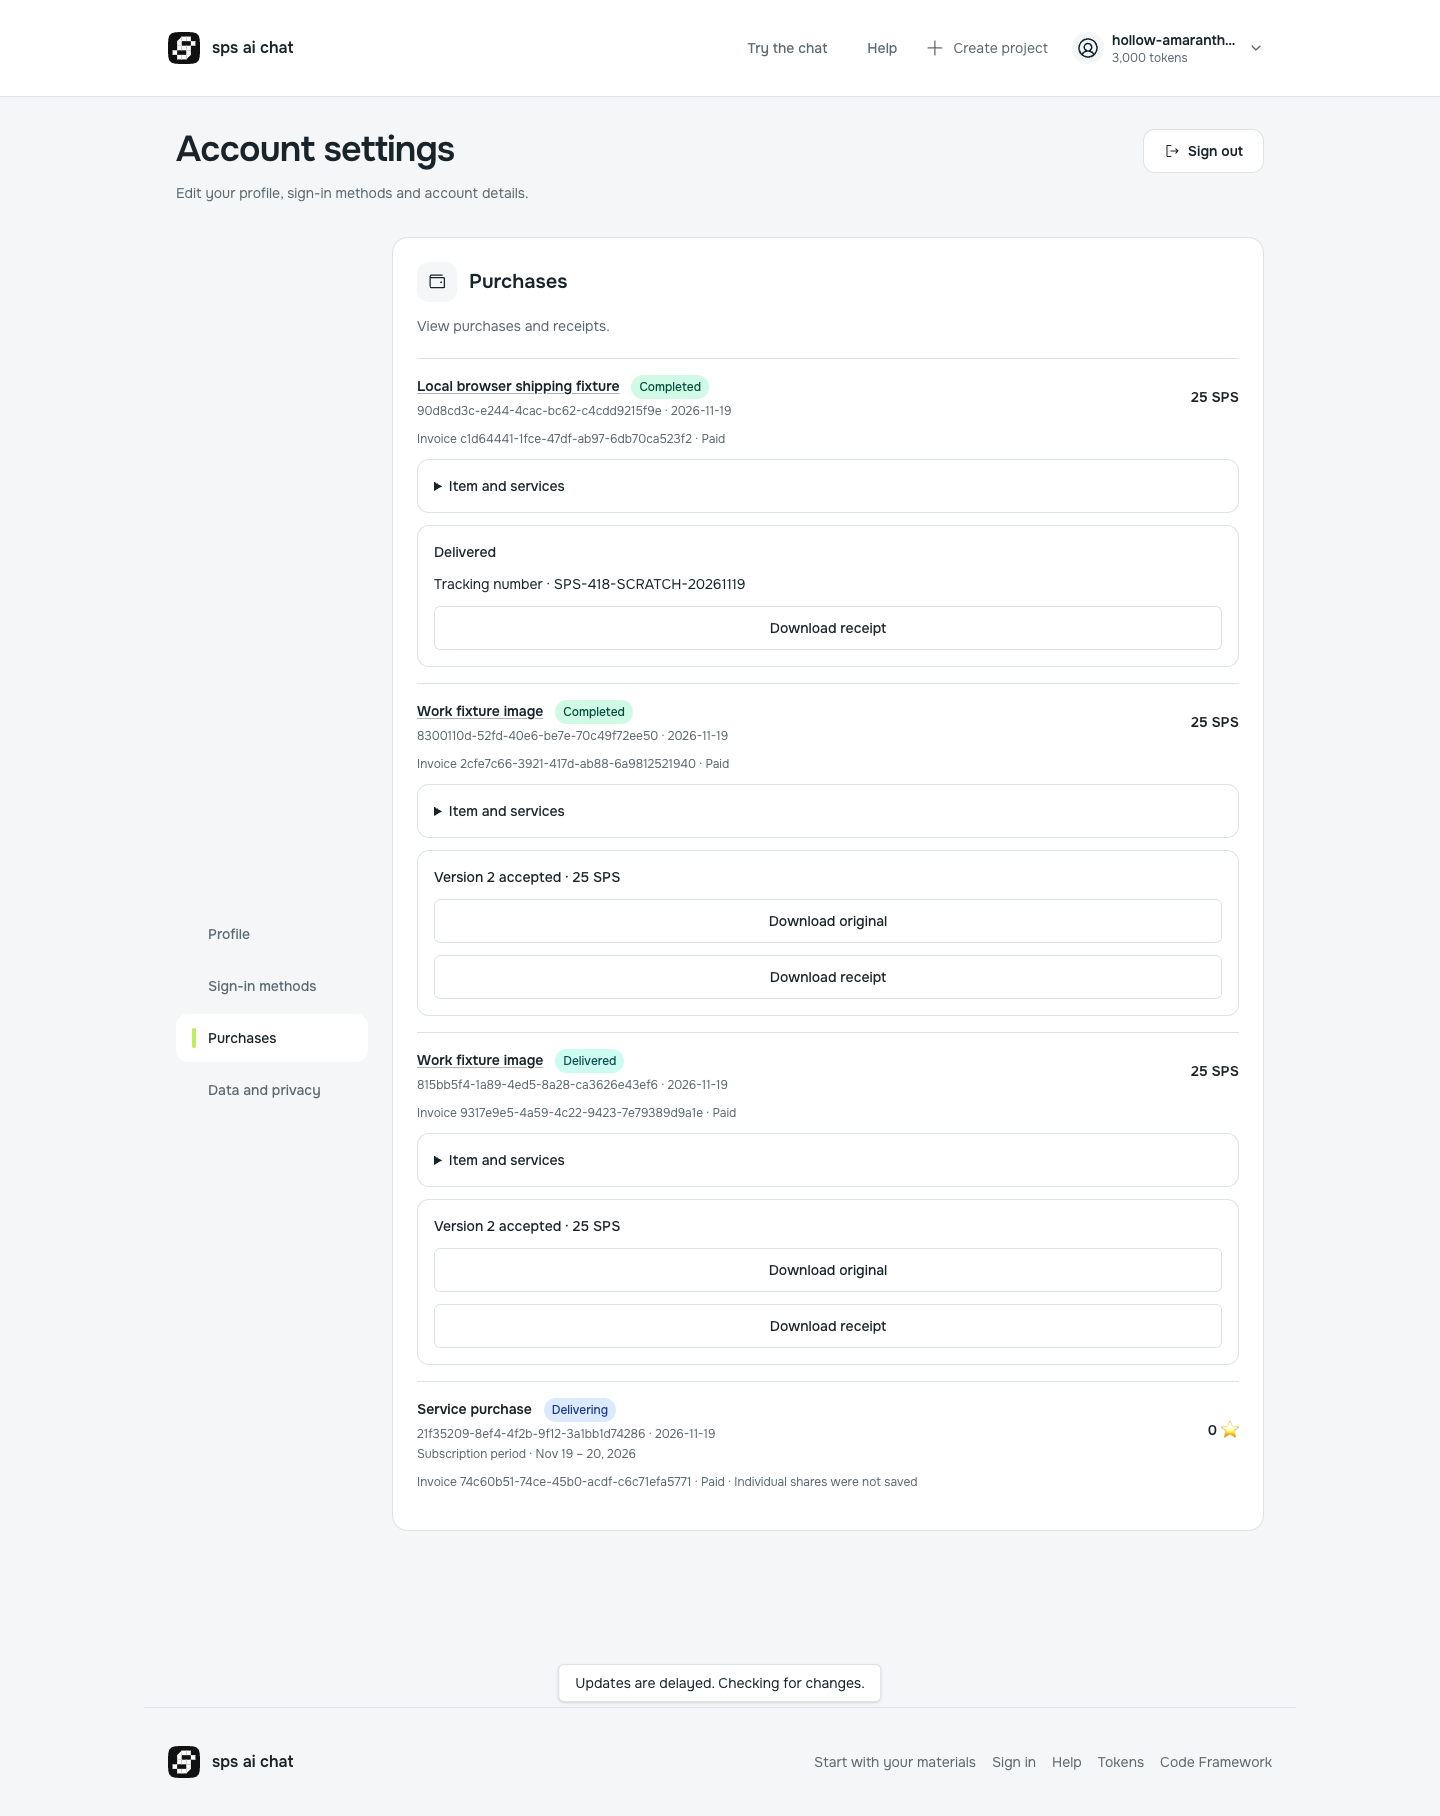 sps ai chat
Try the chat
Help
Create project
hollow-amaranth...
3,000 tokens
Account settings
Sign out
Edit your profile, sign-in methods and account details.
Profile
Sign-in methods
Purchases
Data and privacy
Purchases
View purchases and receipts.
Local browser shipping fixture
Completed
25 SPS
90d8cd3c-e244-4cac-bc62-c4cdd9215f9e · 2026-11-19
Invoice c1d64441-1fce-47df-ab97-6db70ca523f2 · Paid
Item and services
Delivered
Tracking number · SPS-418-SCRATCH-20261119
Download receipt
Work fixture image
Completed
25 SPS
8300110d-52fd-40e6-be7e-70c49f72ee50 · 2026-11-19
Invoice 2cfe7c66-3921-417d-ab88-6a9812521940 · Paid
Item and services
Version 2 accepted · 25 SPS
Download original
Download receipt
Work fixture image
Delivered
25 SPS
815bb5f4-1a89-4ed5-8a28-ca3626e43ef6 · 2026-11-19
Invoice 9317e9e5-4a59-4c22-9423-7e79389d9a1e · Paid
Item and services
Version 2 accepted · 25 SPS
Download original
Download receipt
Service purchase
Delivering
0
21f35209-8ef4-4f2b-9f12-3a1bb1d74286 · 2026-11-19
Subscription period · Nov 19 – 20, 2026
Invoice 74c60b51-74ce-45b0-acdf-c6c71efa5771 · Paid · Individual shares were not saved
Updates are delayed. Checking for changes.
sps ai chat
Start with your materials
Sign in
Help
Tokens
Code Framework